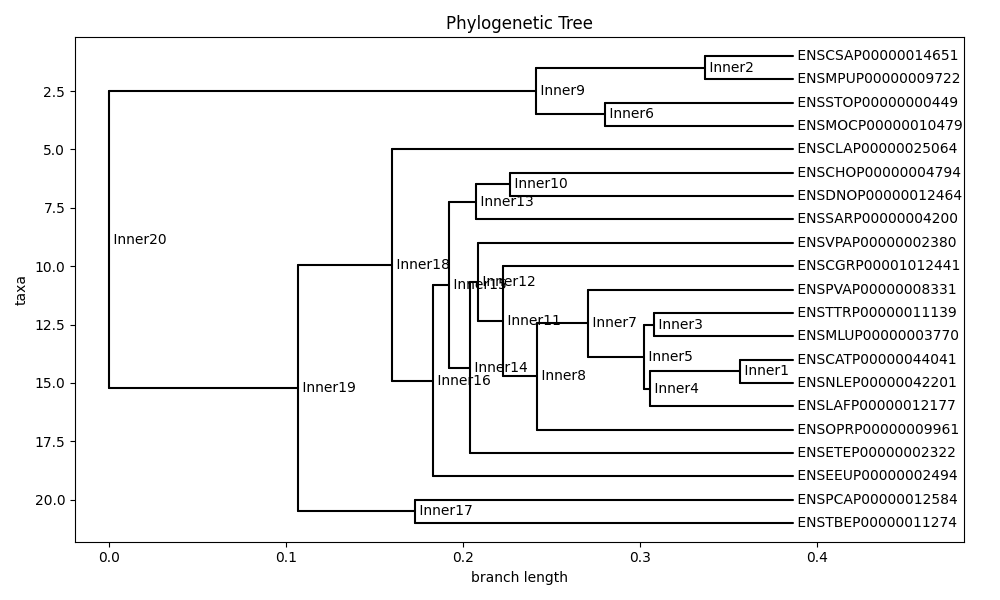 Phylogenetic Tree
ENSCSAP00000014651
Inner2
ENSMPUP00000009722
2.5
Inner9
ENSSTOP00000000449
Inner6
ENSMOCP00000010479
5.0
ENSCLAP00000025064
ENSCHOP00000004794
Inner10
ENSDNOP00000012464
7.5
Inner13
ENSSARP00000004200
Inner20
ENSVPAP00000002380
10.0
Inner18
ENSCGRP00001012441
Inner12
Inner15
ENSPVAP00000008331
taxa
ENSTTRP00000011139
12.5
Inner11
Inner7
Inner3
ENSMLUP00000003770
Inner5
ENSCATP00000044041
Inner14
Inner1
15.0
Inner19
Inner16
Inner8
Inner4
ENSNLEP00000042201
ENSLAFP00000012177
17.5
ENSOPRP00000009961
ENSETEP00000002322
ENSEEUP00000002494
20.0
ENSPCAP00000012584
Inner17
ENSTBEP00000011274
0.0 0.1 0.2 0.3 0.4
branch length